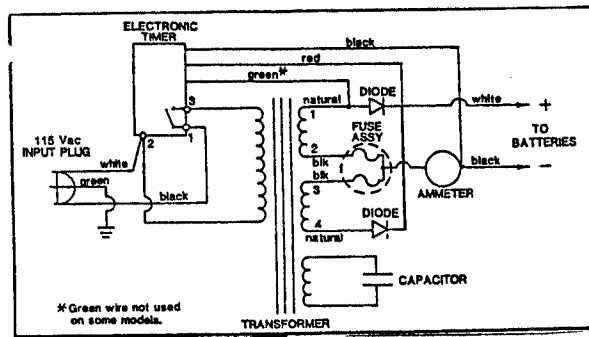 ELECTRONIC
TIMER
black
red
green*
DIODE
natural
white
+
3
1
FUSE
ASSY
TO
BATTERIES
115 Vac
INPUT PLUG
2
1
2
blk
blk
black
−
white
green
3
AMMETER
black
4
DIODE
natural
CAPACITOR
*Green wire not used
on some models.
TRANSFORMER